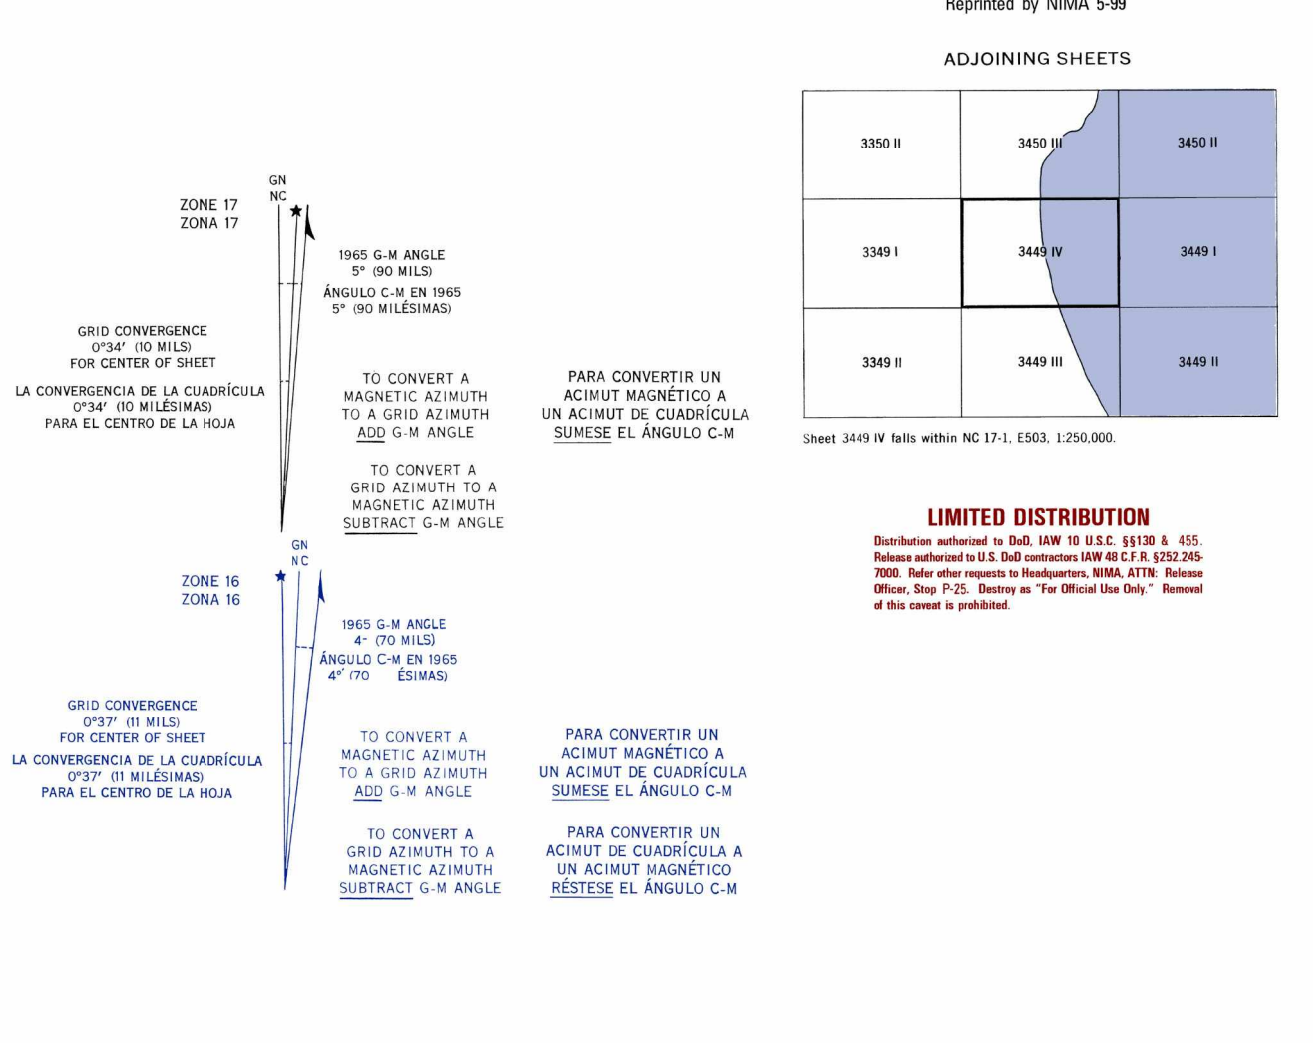 Reprinted by NIMA 5-99
ADJOINING SHEETS
3350 II
3450 III
3450 II
3349 I
3449 IV
3449 I
3349 II
3449 III
3449 II
Sheet 3449 IV falls within NC 17-1, E503, 1:250,000.
LIMITED DISTRIBUTION
Distribution authorized to DoD, IAW 10 U.S.C. §§130 & 455.
Release authorized to U.S. DoD contractors IAW 48 C.F.R. §252.245-
7000. Refer other requests to Headquarters, NIMA, ATTN: Release
Officer, Stop P-25. Destroy as "For Official Use Only." Removal
of this caveat is prohibited.
GN
NC
ZONE 17
ZONA 17
1965 G-M ANGLE
5° (90 MILS)
ÁNGULO C-M EN 1965
5° (90 MILÉSIMAS)
GRID CONVERGENCE
0°34' (10 MILS)
FOR CENTER OF SHEET
LA CONVERGENCIA DE LA CUADRÍCULA
0°34' (10 MILÉSIMAS)
PARA EL CENTRO DE LA HOJA
TO CONVERT A
MAGNETIC AZIMUTH
TO A GRID AZIMUTH
ADD G-M ANGLE
PARA CONVERTIR UN
ACIMUT MAGNÉTICO A
UN ACIMUT DE CUADRÍCULA
SUMESE EL ÁNGULO C-M
TO CONVERT A
GRID AZIMUTH TO A
MAGNETIC AZIMUTH
SUBTRACT G-M ANGLE
GN
NC
ZONE 16
ZONA 16
1965 G-M ANGLE
4- (70 MILS)
ÁNGULO C-M EN 1965
4°' (70 ÉSIMAS)
GRID CONVERGENCE
0°37' (11 MILS)
FOR CENTER OF SHEET
LA CONVERGENCIA DE LA CUADRÍCULA
0°37' (11 MILÉSIMAS)
PARA EL CENTRO DE LA HOJA
TO CONVERT A
MAGNETIC AZIMUTH
TO A GRID AZIMUTH
ADD G-M ANGLE
PARA CONVERTIR UN
ACIMUT MAGNÉTICO A
UN ACIMUT DE CUADRÍCULA
SUMESE EL ÁNGULO C-M
TO CONVERT A
GRID AZIMUTH TO A
MAGNETIC AZIMUTH
SUBTRACT G-M ANGLE
PARA CONVERTIR UN
ACIMUT DE CUADRÍCULA A
UN ACIMUT MAGNÉTICO
RÉSTESE EL ÁNGULO C-M